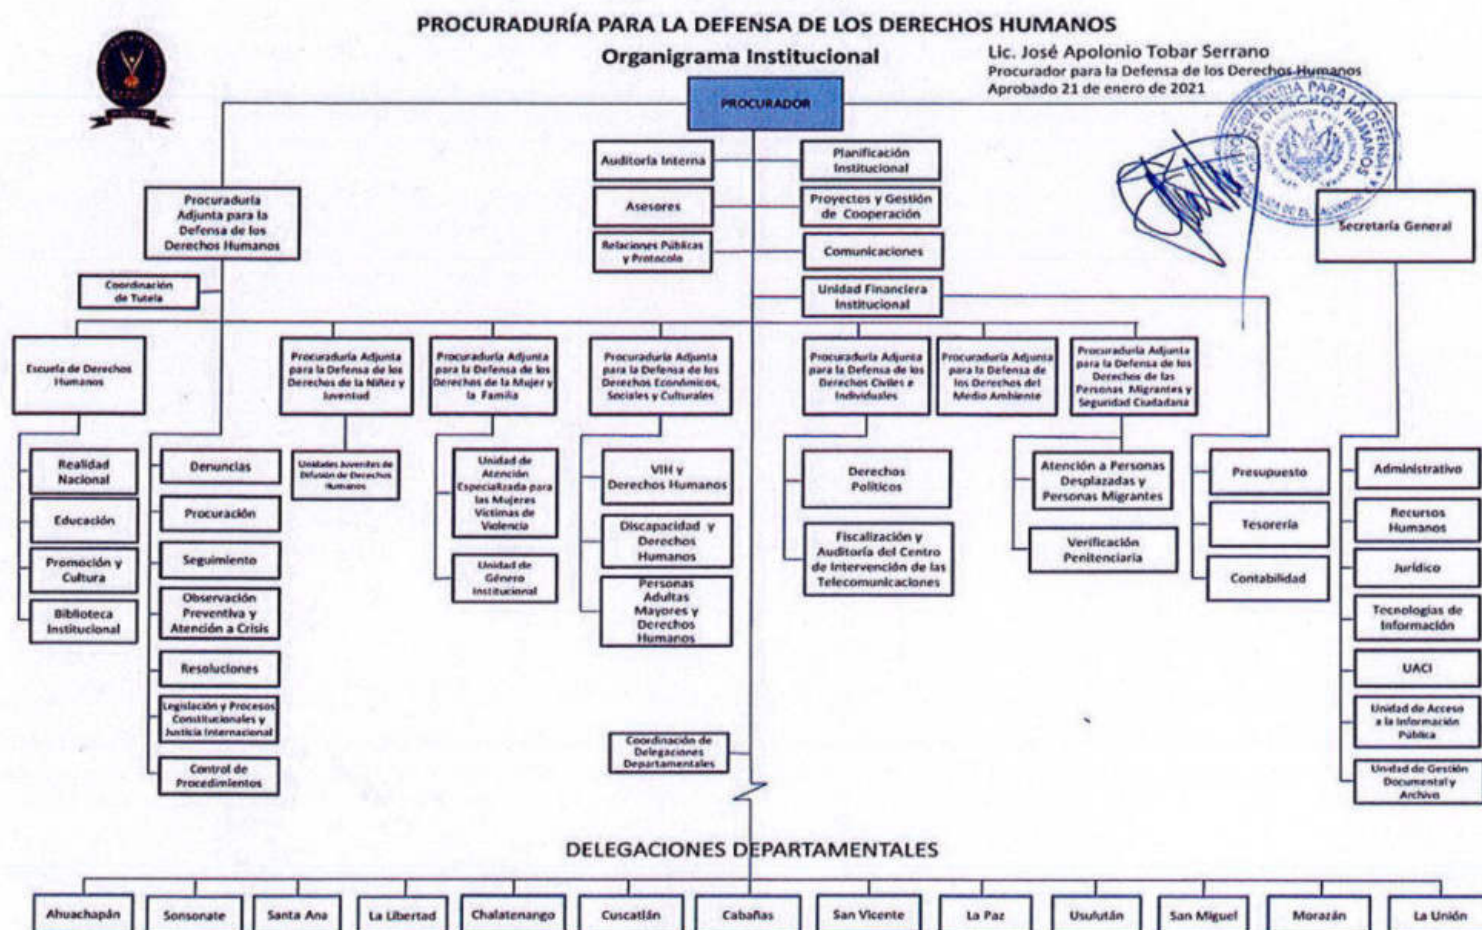 PROCURADURÍA PARA LA DEFENSA DE LOS DERECHOS HUMANOS
Organigrama Institucional
Lic. José Apolonio Tobar Serrano
Procurador para la Defensa de los Derechos Humanos
Aprobado 21 de enero de 2021
PROCURADOR
Auditoría Interna
Planificación
Institucional
Asesores
Proyectos y Gestión
de Cooperación
Relaciones Públicas
y Protocolo
Comunicaciones
Unidad Financiera
Institucional
Procuraduría
Adjunta para la
Defensa de los
Derechos Humanos
Secretaría General
Coordinación
de Tutela
Escuela de Derechos
Humanos
Procuraduría Adjunta
para la Defensa de los
Derechos de la Niñez y
Juventud
Procuraduría Adjunta
para la Defensa de los
Derechos de la Mujer y
la Familia
Procuraduría Adjunta
para la Defensa de los
Derechos Económicos,
Sociales y Culturales
Procuraduría Adjunta
para la Defensa de los
Derechos Civiles e
Individuales
Procuraduría Adjunta
para la Defensa de
los Derechos del
Medio Ambiente
Procuraduría Adjunta
para la Defensa de los
Derechos de las
Personas Migrantes y
Seguridad Ciudadana
Realidad
Nacional
Educación
Promoción y
Cultura
Biblioteca
Institucional
Denuncias
Procuración
Seguimiento
Observación
Preventiva y
Atención a Crisis
Resoluciones
Legislación y Procesos
Constitucionales y
Justicia Internacional
Control de
Procedimientos
Unidades Juveniles de
Difusión de Derechos
Humanos
Unidad de
Atención
Especializada para
las Mujeres
Víctimas de
Violencia
Unidad de
Género
Institucional
VIH y
Derechos Humanos
Discapacidad y
Derechos
Humanos
Personas
Adultas
Mayores y
Derechos
Humanos
Derechos
Políticos
Fiscalización y
Auditoría del Centro
de Intervención de las
Telecomunicaciones
Atención a Personas
Desplazadas y
Personas Migrantes
Verificación
Penitenciaria
Presupuesto
Tesorería
Contabilidad
Administrativo
Recursos
Humanos
Jurídico
Tecnologías de
Información
UACI
Unidad de Acceso
a la Información
Pública
Unidad de Gestión
Documental y
Archivo
Coordinación de
Delegaciones
Departamentales
DELEGACIONES DEPARTAMENTALES
Ahuachapán
Sonsonate
Santa Ana
La Libertad
Chalatenango
Cuscatlán
Cabañas
San Vicente
La Paz
Usulután
San Miguel
Morazán
La Unión